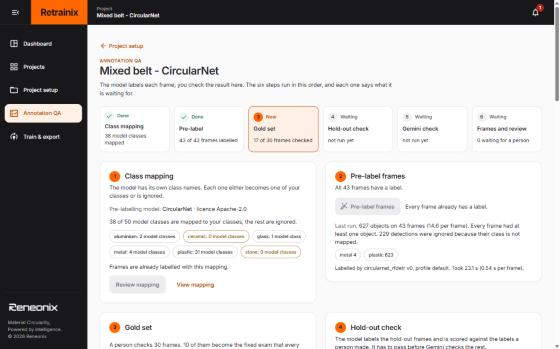 Retrainix
Project
Mixed belt - CircularNet
1
Dashboard
Projects
Project setup
Annotation QA
Train & export
Project setup
ANNOTATION QA
Mixed belt - CircularNet
The model labels each frame; you check the result here. The six steps run in this order, and each one says what it
is waiting for.
Done
Class mapping
38 model classes
mapped
Done
Pre-label
43 of 43 frames labelled
3 Now
Gold set
17 of 30 frames checked
4 Waiting
Hold-out check
not run yet
5 Waiting
Gemini check
not run yet
6 Waiting
Frames and review
0 waiting for a person
1 Class mapping
The model has its own class names. Each one either becomes one of your
classes or is ignored.
Pre-labelling model: CircularNet · licence Apache-2.0
38 of 50 model classes are mapped to your classes; the rest are ignored.
aluminium: 2 model classes
ceramic: 0 model classes
glass: 1 model class
metal: 4 model classes
plastic: 31 model classes
stone: 0 model classes
Frames are already labelled with this mapping.
Review mapping
View mapping
2 Pre-label frames
All 43 frames have a label.
Pre-label frames
Every frame already has a label.
Last run: 627 objects on 43 frames (14.6 per frame). Every frame had at
least one object. 229 detections were ignored because their class is not
mapped.
metal 4
plastic 623
Labelled by circularnet_rfdetr v0, profile default. Took 23.1 s (0.54 s per frame).
3 Gold set
A person checks 30 frames. 10 of them become the fixed exam that every
4 Hold-out check
The model labels the hold-out frames and is scored against the labels a
person made. It has to pass before Gemini checks the rest.
Reneonix
Material Circularity,
Powered by Intelligence.
© 2026 Reneonix